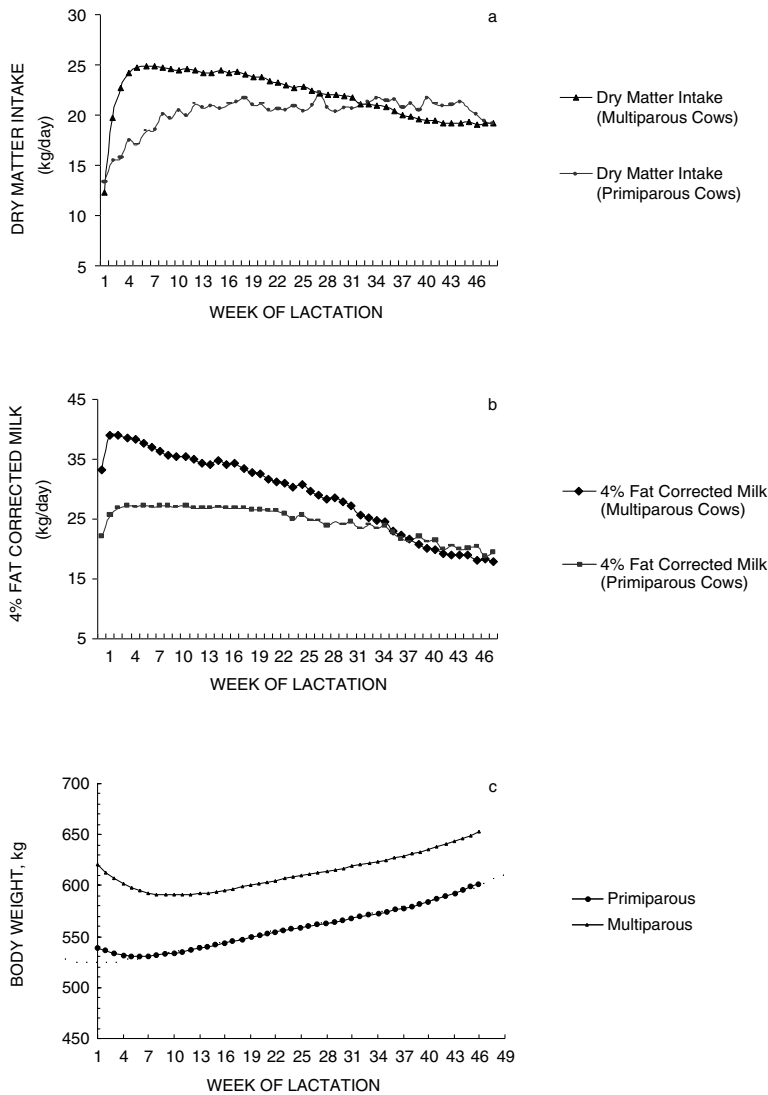 a
DRY MATTER INTAKE
(kg/day)
30
25
20
15
10
5
1 4 7 10 13 16 19 22 25 28 31 34 37 40 43 46
WEEK OF LACTATION
Dry Matter Intake
(Multiparous Cows)
Dry Matter Intake
(Primiparous Cows)
b
4% FAT CORRECTED MILK
(kg/day)
45
35
25
15
5
1 4 7 10 13 16 19 22 25 28 31 34 37 40 43 46
WEEK OF LACTATION
4% Fat Corrected Milk
(Multiparous Cows)
4% Fat Corrected Milk
(Primiparous Cows)
c
BODY WEIGHT, kg
700
650
600
550
500
450
1 4 7 10 13 16 19 22 25 28 31 34 37 40 43 46 49
WEEK OF LACTATION
Primiparous
Multiparous